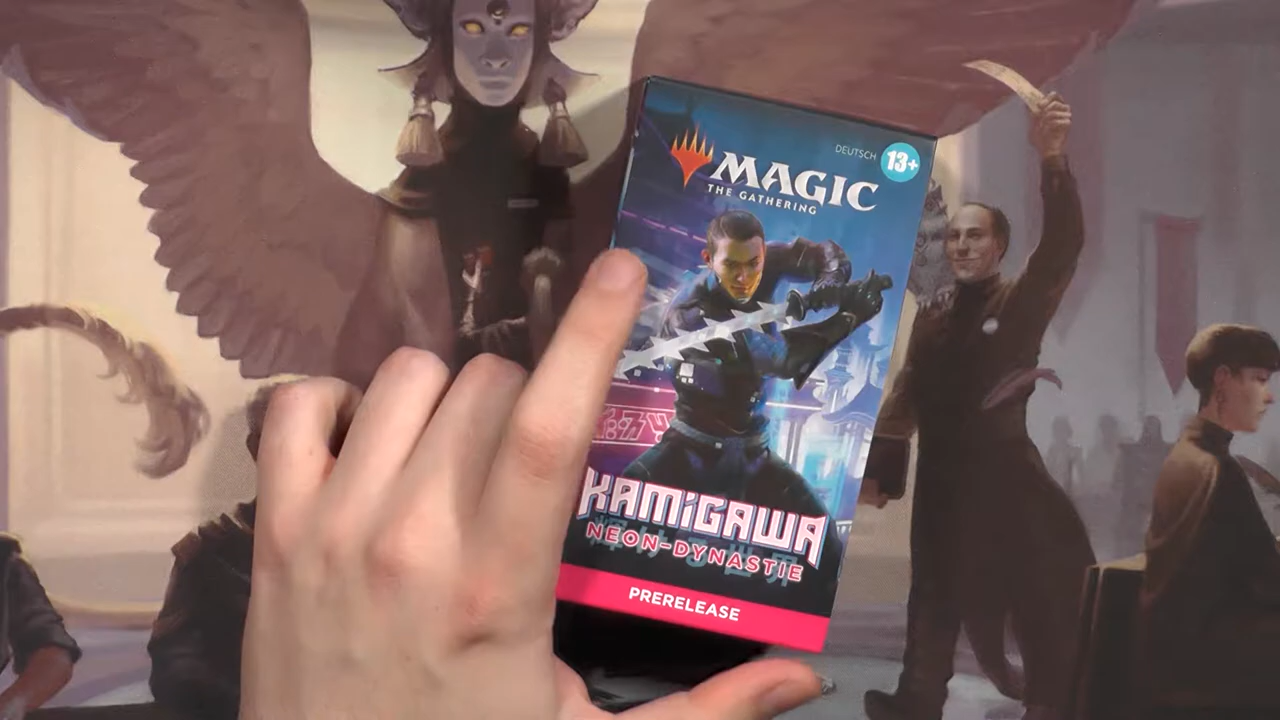 DEUTSCH 13+
MAGIC
THE GATHERING
KAMIGAWA
NEON-DYNASTIE
PRERELEASE